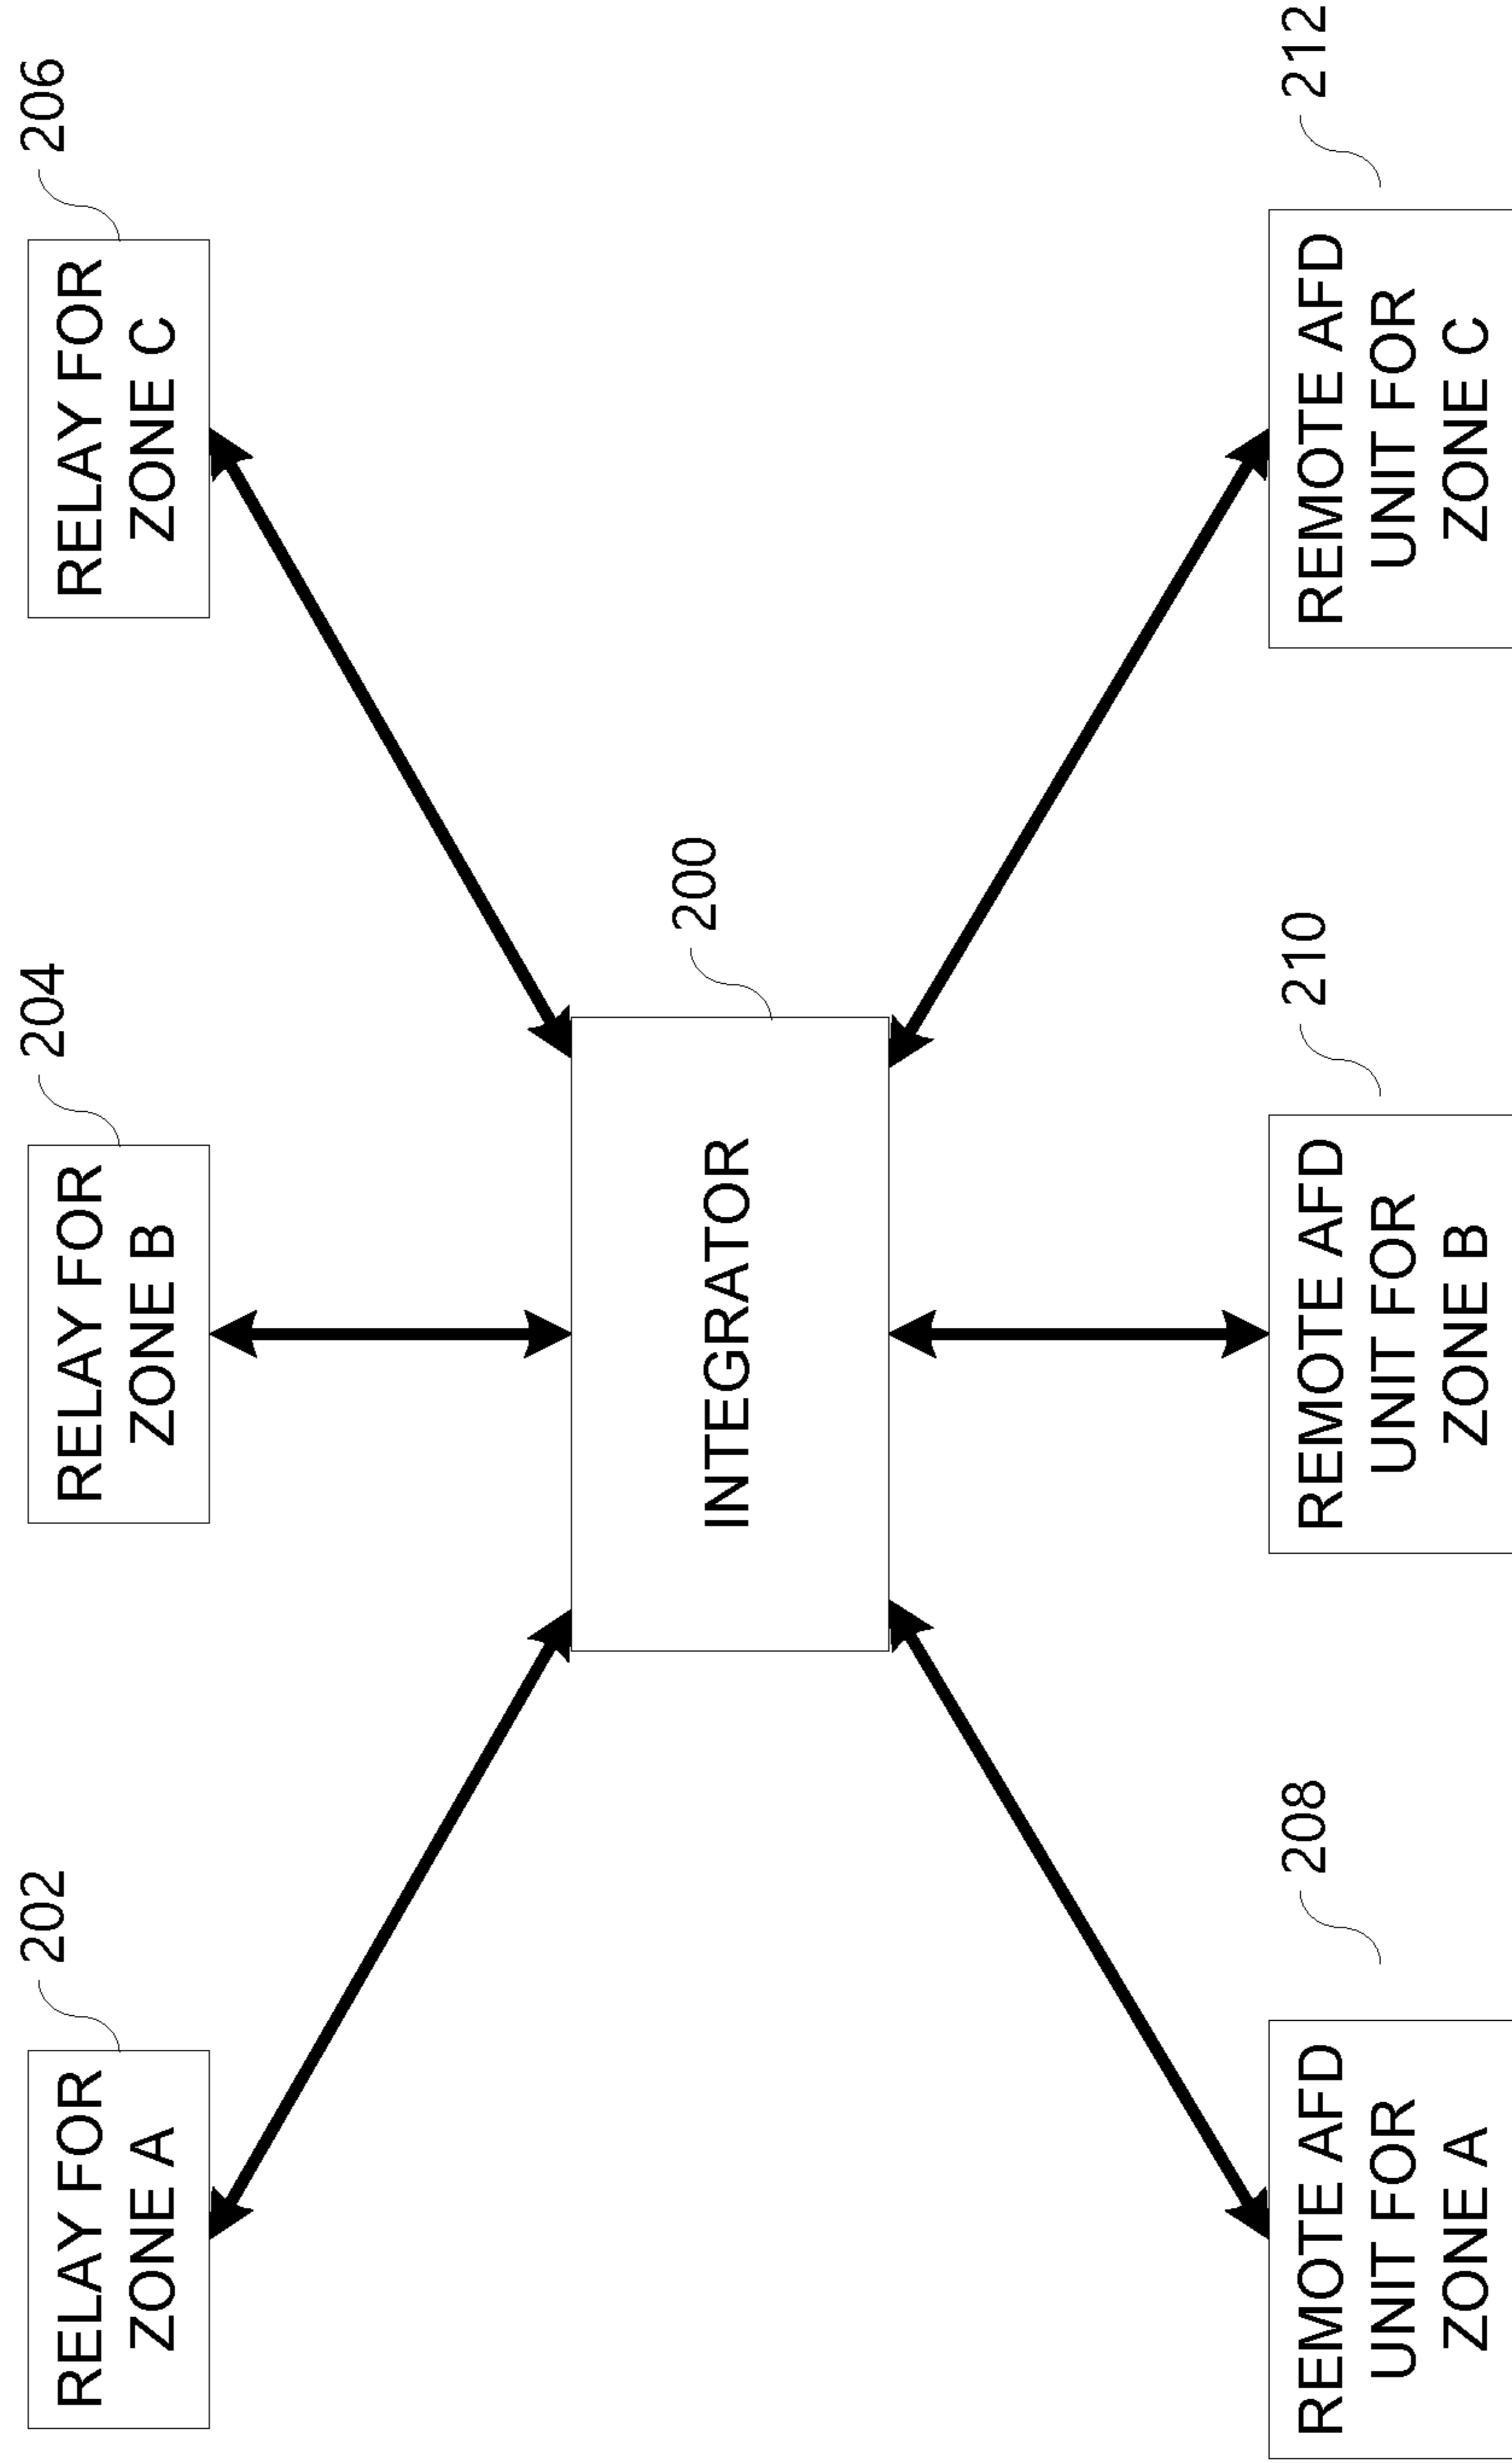 202
204
206
RELAY FOR
ZONE A
RELAY FOR
ZONE B
RELAY FOR
ZONE C
200
INTEGRATOR
208
210
212
REMOTE AFD
UNIT FOR
ZONE A
REMOTE AFD
UNIT FOR
ZONE B
REMOTE AFD
UNIT FOR
ZONE C